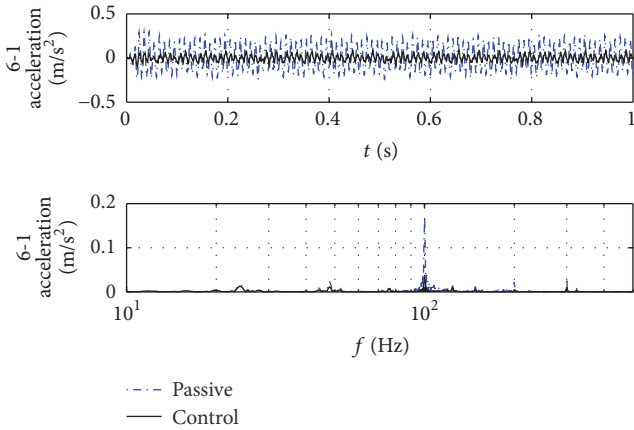 6-1
acceleration
(m/s²)
0.5
0
−0.5
0 0.2 0.4 0.6 0.8 1
t (s)
6-1
acceleration
(m/s²)
0.2
0.1
0
10¹ 10²
f (Hz)
Passive
Control